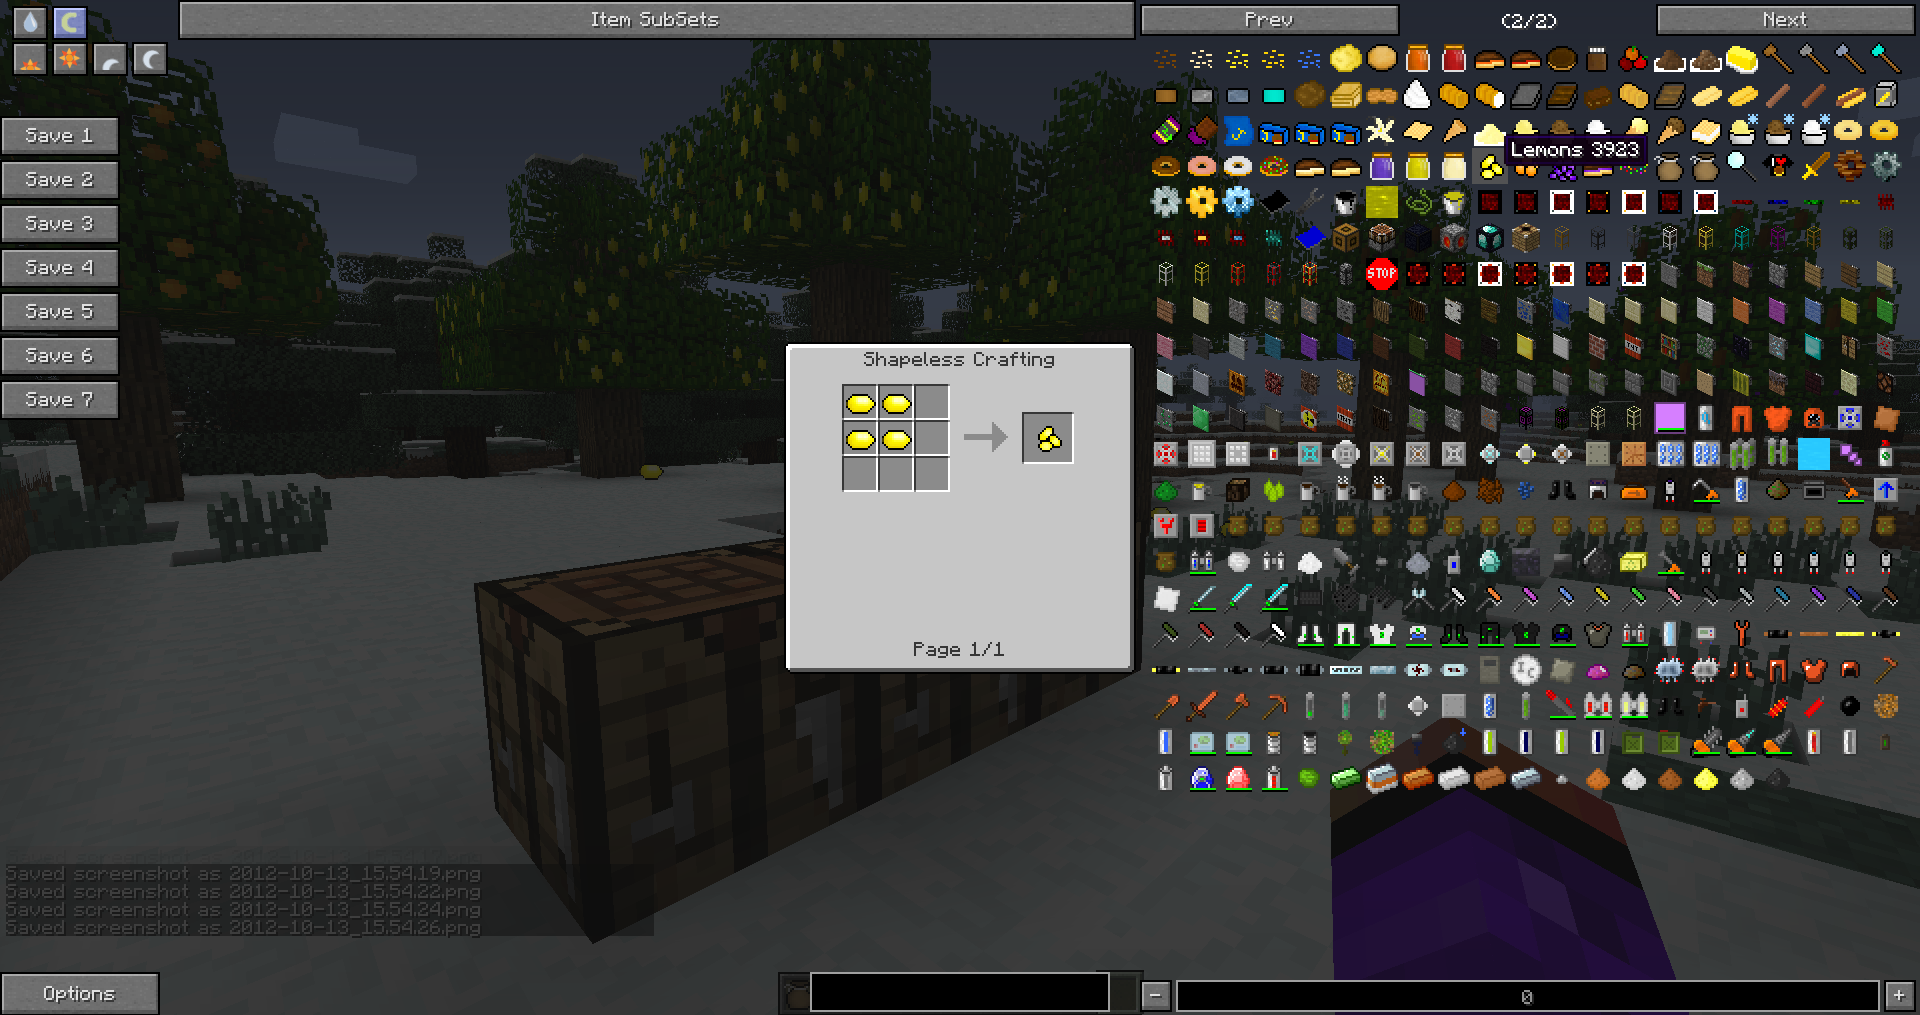 Item SubSets
Prev
(2/2)
Next
Save 1
Save 2
Save 3
Save 4
Save 5
Save 6
Save 7
Lemons 3923
STOP
Shapeless Crafting
Page 1/1
Saved screenshot as 2012-10-13_15.54.19.png
Saved screenshot as 2012-10-13_15.54.22.png
Saved screenshot as 2012-10-13_15.54.24.png
Saved screenshot as 2012-10-13_15.54.26.png
Options
-
0
+